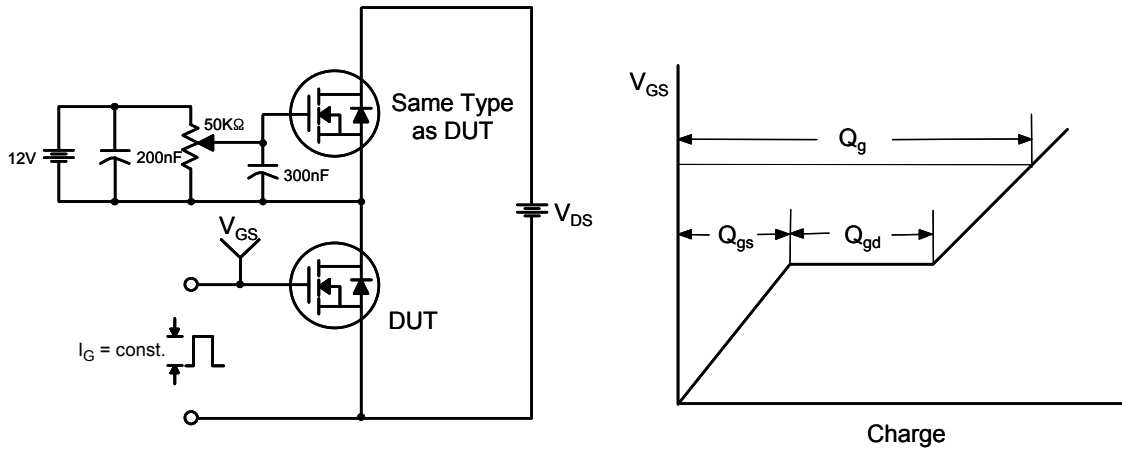 12V
200nF
50KΩ
300nF
Same Type
as DUT
V_DS
V_GS
DUT
I_G = const.
V_GS
Q_g
Q_gs
Q_gd
Charge